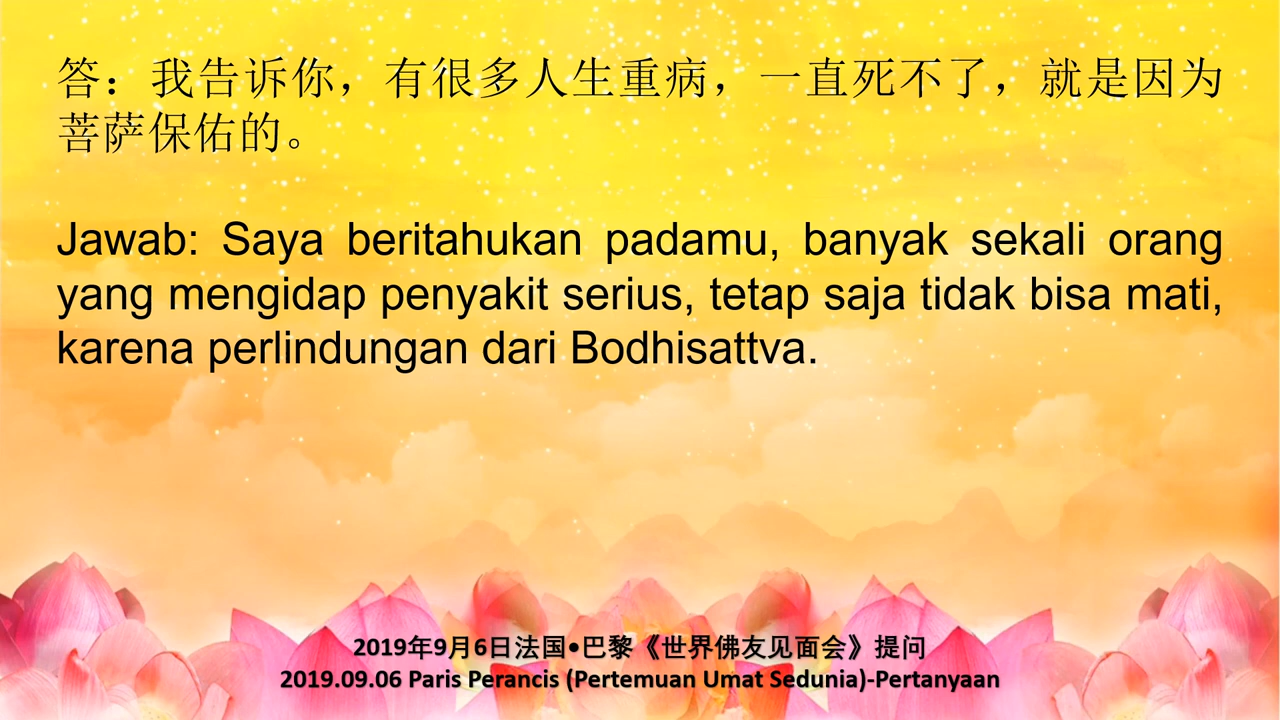 答：我告诉你，有很多人生重病，一直死不了，就是因为
菩萨保佑的。
Jawab: Saya beritahukan padamu, banyak sekali orang
yang mengidap penyakit serius, tetap saja tidak bisa mati,
karena perlindungan dari Bodhisattva.
2019年9月6日法国•巴黎《世界佛友见面会》提问
2019.09.06 Paris Perancis (Pertemuan Umat Sedunia)-Pertanyaan